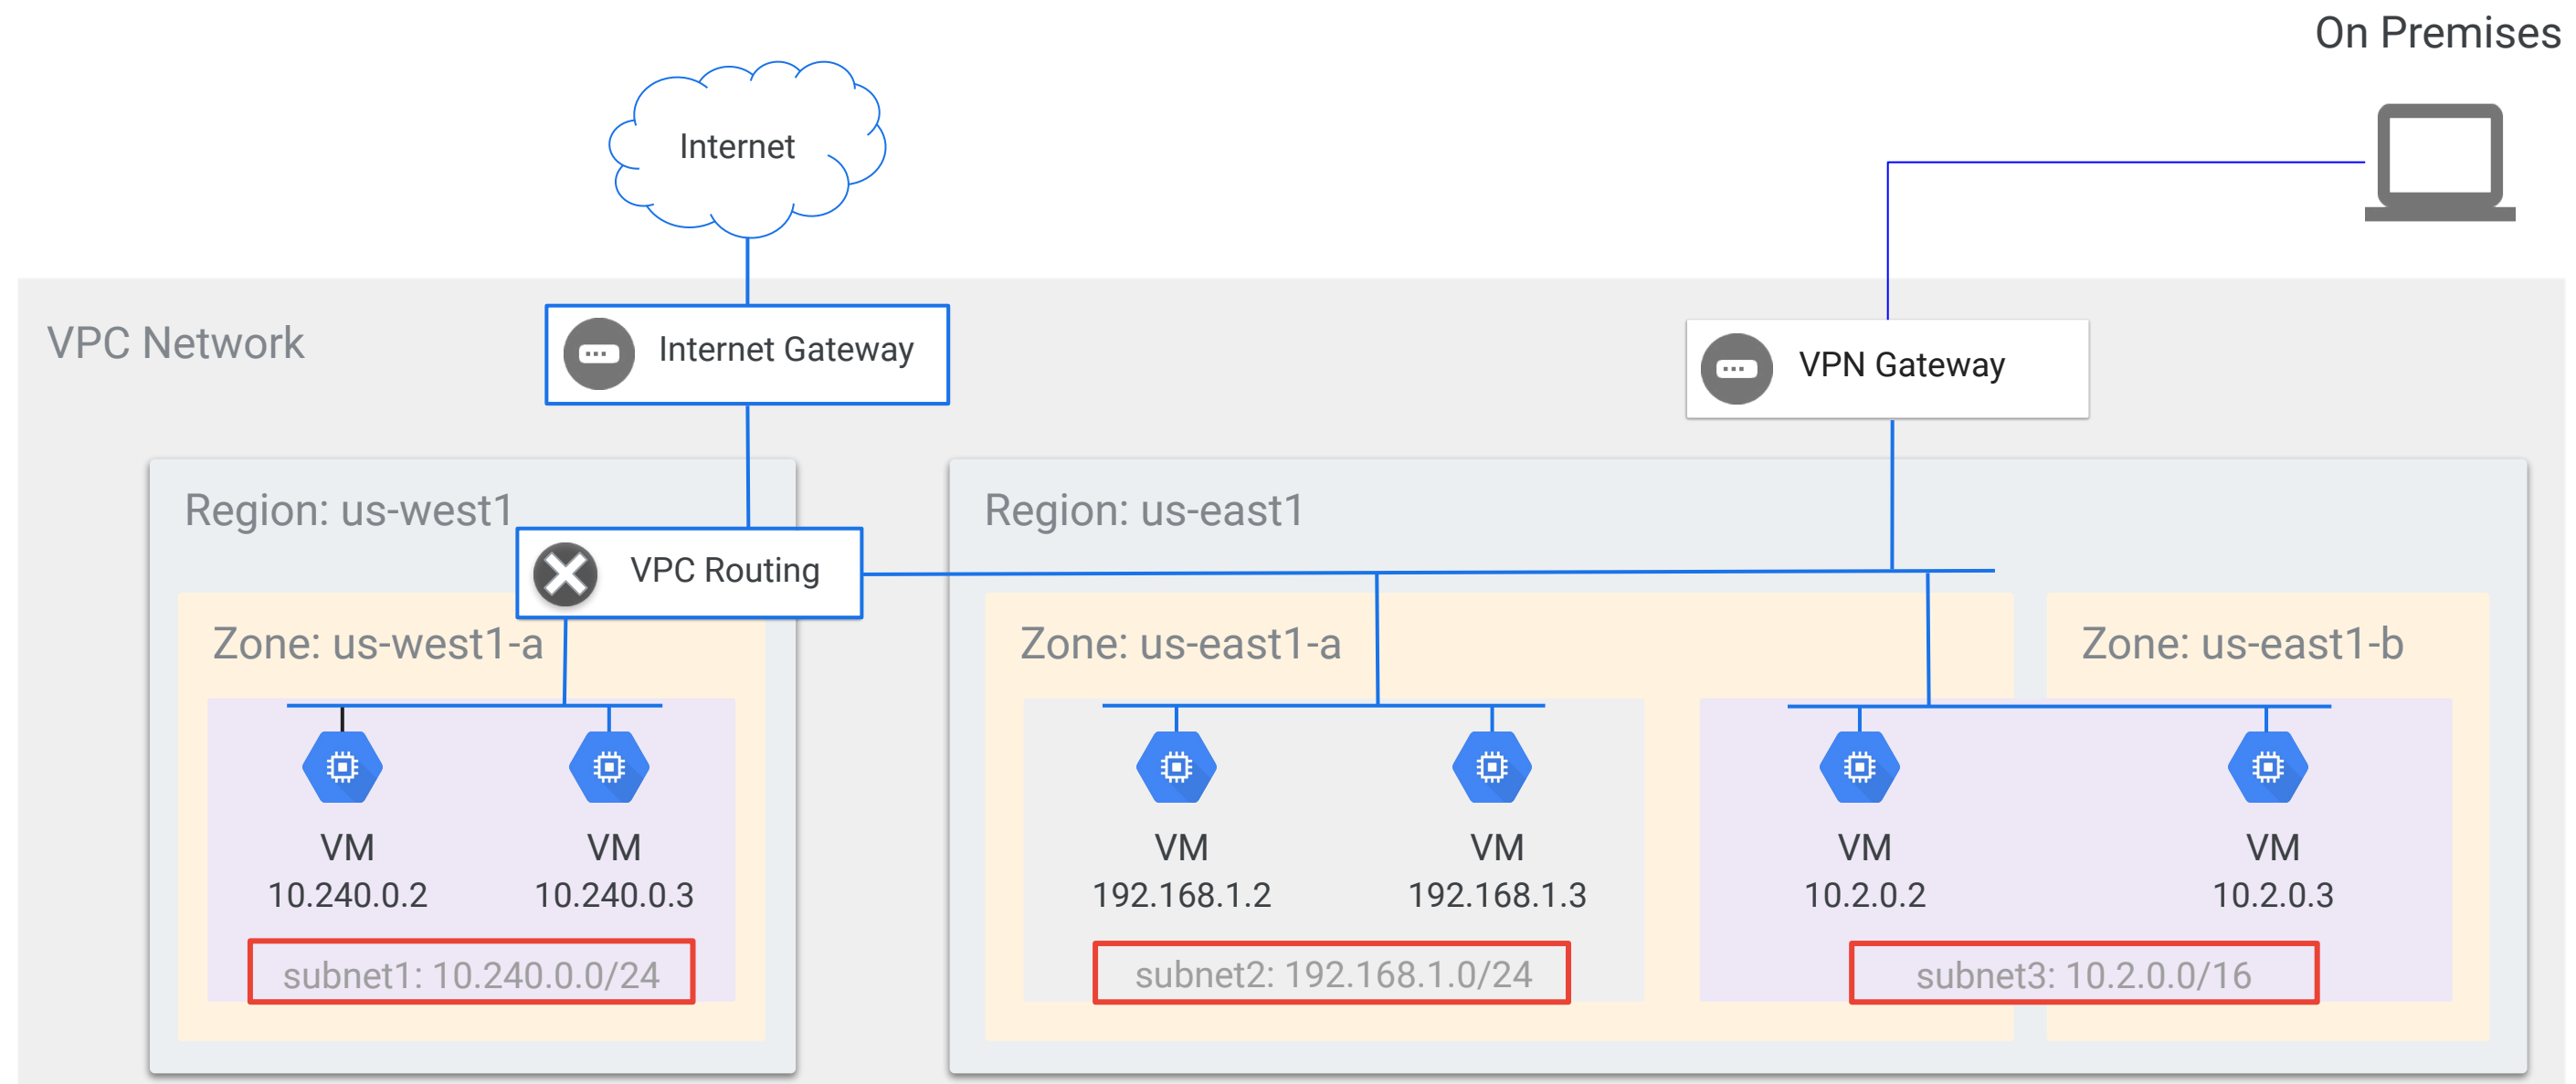 On Premises
Internet
VPC Network
Internet Gateway
VPN Gateway
Region: us-west1
Region: us-east1
VPC Routing
Zone: us-west1-a
Zone: us-east1-a
Zone: us-east1-b
VM
10.240.0.2
VM
10.240.0.3
VM
192.168.1.2
VM
192.168.1.3
VM
10.2.0.2
VM
10.2.0.3
subnet1: 10.240.0.0/24
subnet2: 192.168.1.0/24
subnet3: 10.2.0.0/16